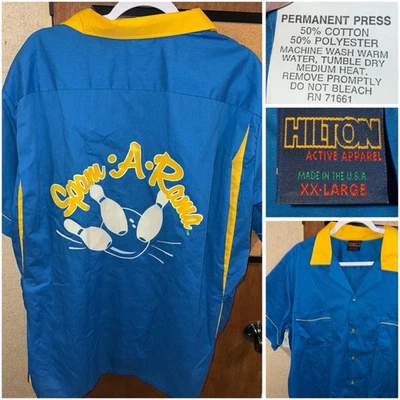 Spam·A·Rama
PERMANENT PRESS
50% COTTON
50% POLYESTER
MACHINE WASH WARM
WATER, TUMBLE DRY
MEDIUM HEAT.
REMOVE PROMPTLY
DO NOT BLEACH
RN 71661
HILTON
ACTIVE APPAREL
MADE IN THE U.S.A.
XX-LARGE